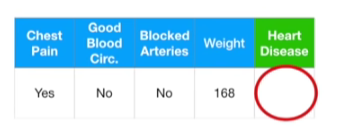 Chest Pain
Good Blood Circ.
Blocked Arteries
Weight
Heart Disease
Yes
No
No
168